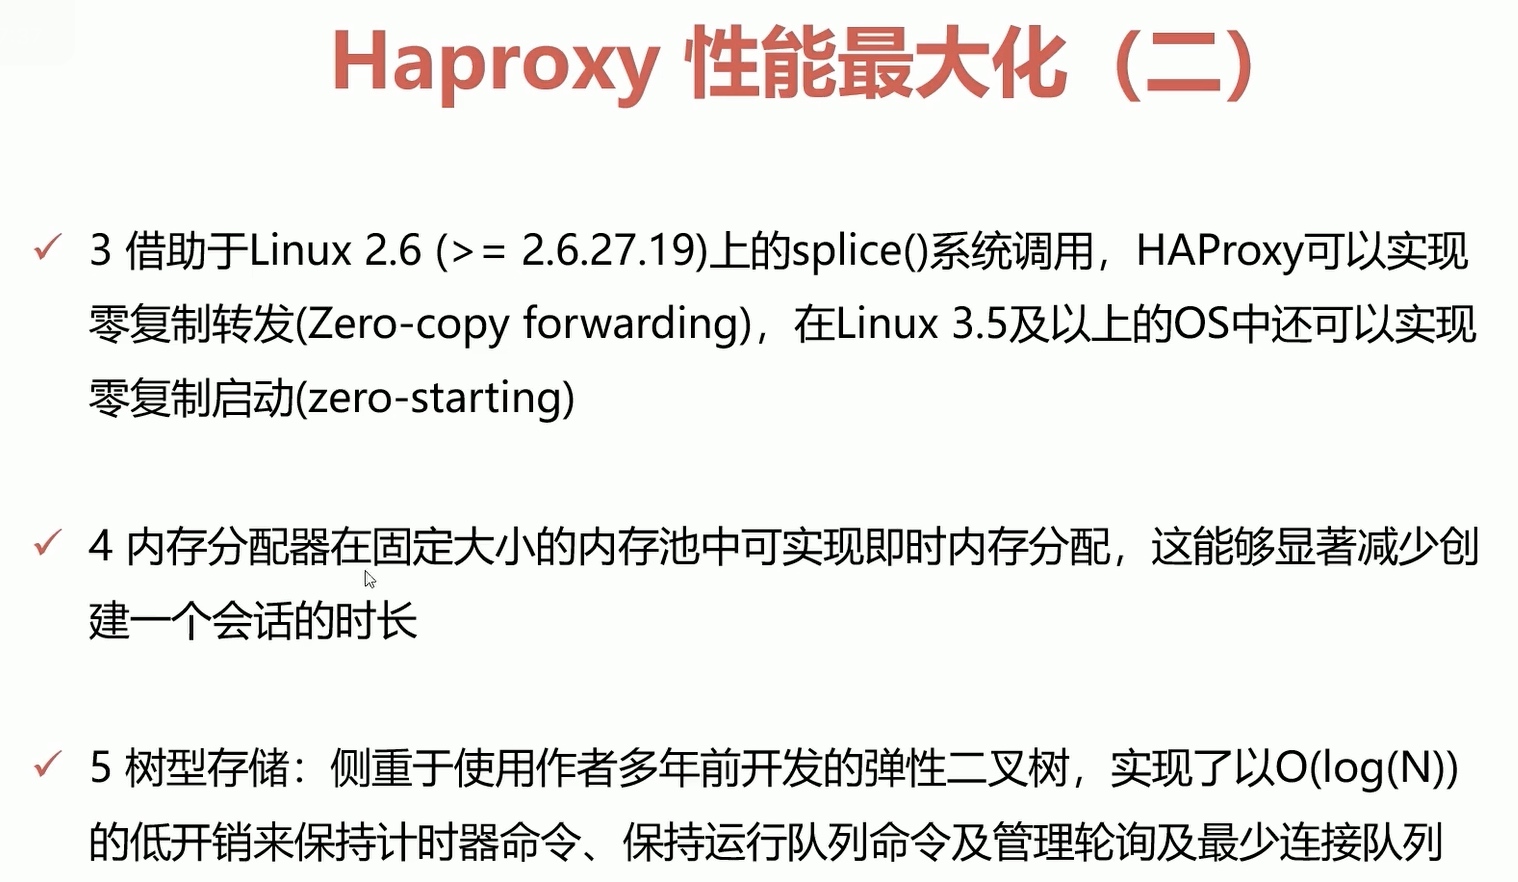 Haproxy 性能最大化（二）
3 借助于Linux 2.6 (>= 2.6.27.19)上的splice()系统调用，HAProxy可以实现
零复制转发(Zero-copy forwarding)，在Linux 3.5及以上的OS中还可以实现
零复制启动(zero-starting)
4 内存分配器在固定大小的内存池中可实现即时内存分配，这能够显著减少创
建一个会话的时长
5 树型存储：侧重于使用作者多年前开发的弹性二叉树，实现了以O(log(N))
的低开销来保持计时器命令、保持运行队列命令及管理轮询及最少连接队列